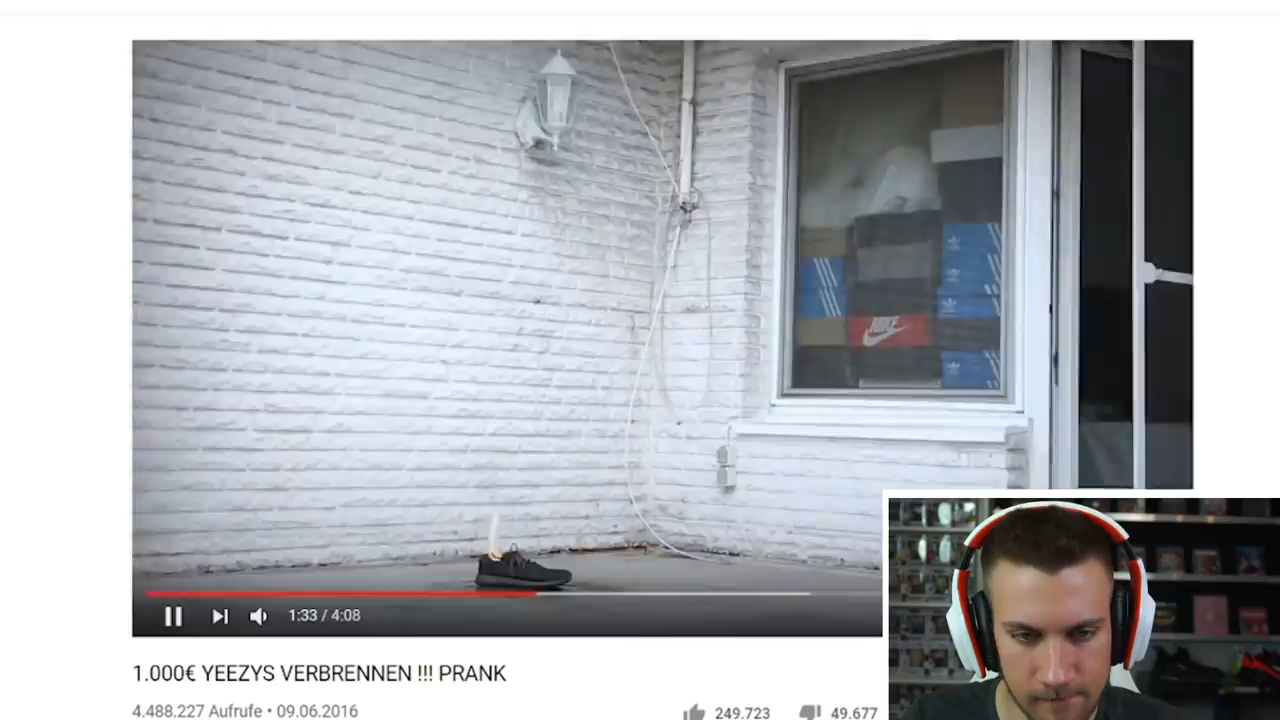 NIKE
1:33 / 4:08
1.000€ YEEZYS VERBRENNEN !!! PRANK
4.488.227 Aufrufe • 09.06.2016
249.723
49.677